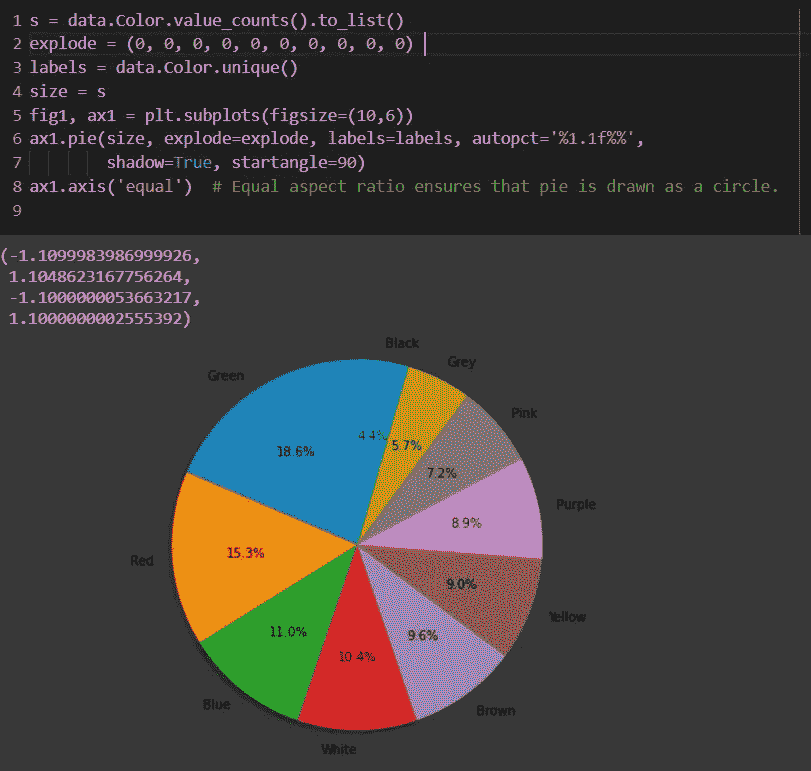 1 s = data.Color.value_counts().to_list()
2 explode = (0, 0, 0, 0, 0, 0, 0, 0, 0, 0)
3 labels = data.Color.unique()
4 size = s
5 fig1, ax1 = plt.subplots(figsize=(10,6))
6 ax1.pie(size, explode=explode, labels=labels, autopct='%1.1f%%',
7 shadow=True, startangle=90)
8 ax1.axis('equal')  # Equal aspect ratio ensures that pie is drawn as a circle.
9
(-1.1099983986999926,
1.1048623167756264,
-1.1000000053663217,
1.1000000002555392)
Black
Grey
Green
Pink
4.4%
5.7%
18.6%
7.2%
Purple
8.9%
Red
15.3%
9.0%
Yellow
11.0%
9.6%
10.4%
Blue
Brown
White